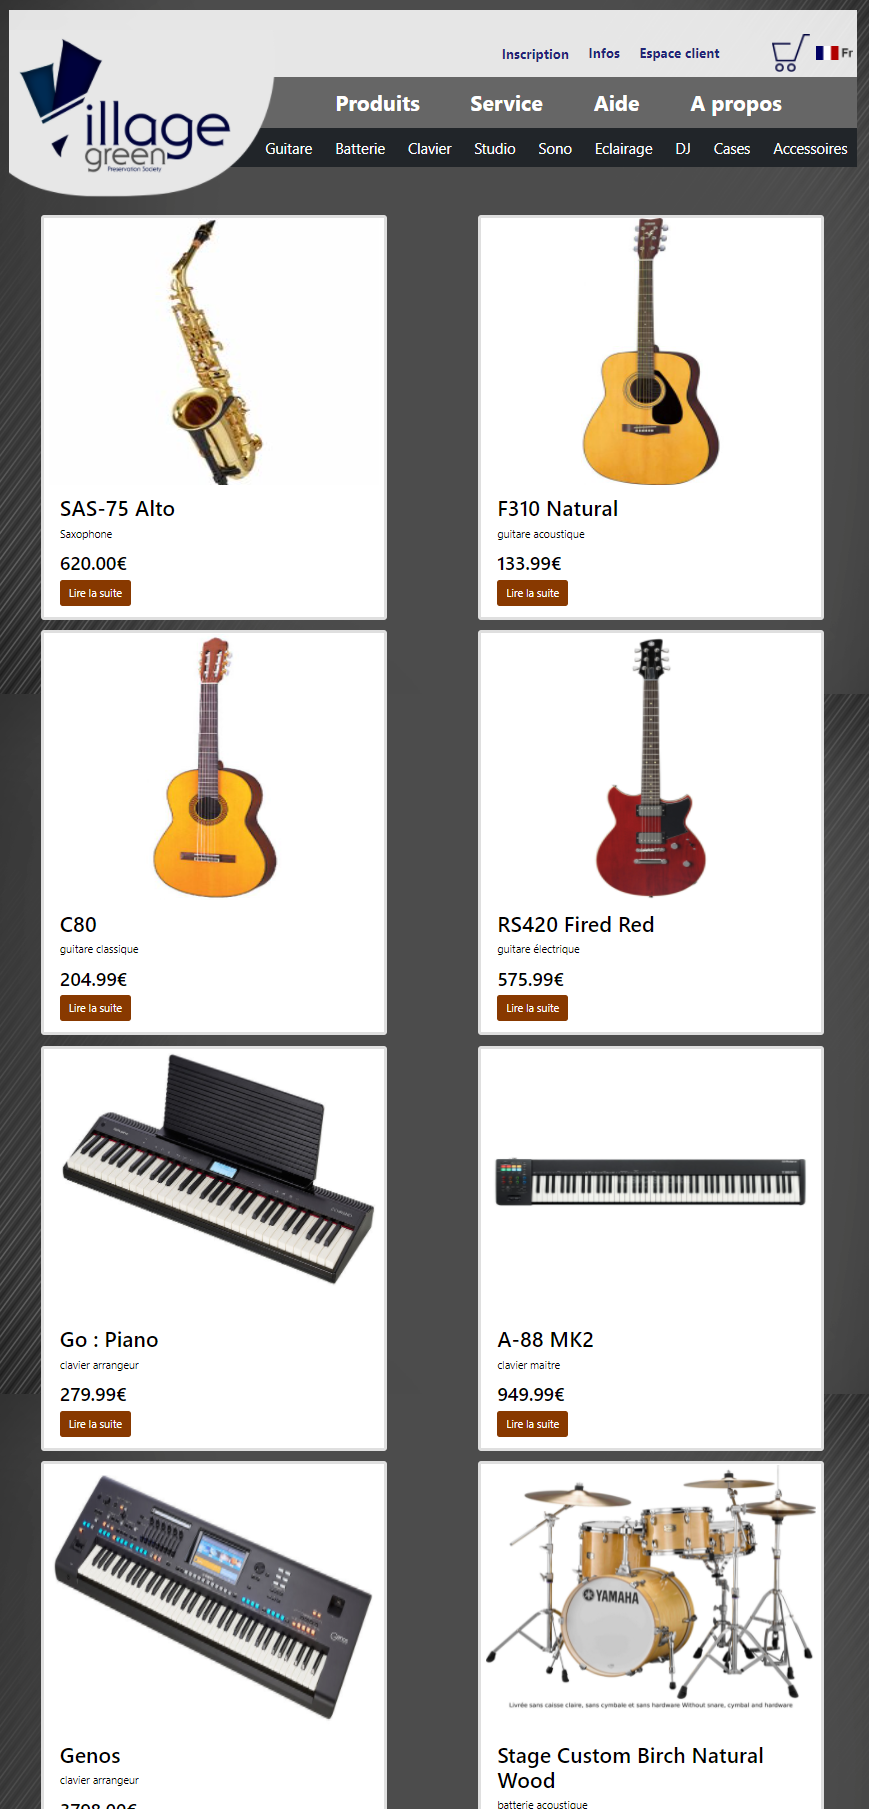 Inscription Infos Espace client Fr
Produits Service Aide A propos
illage
green
Preservation Society
Guitare Batterie Clavier Studio Sono Eclairage DJ Cases Accessoires
SAS-75 Alto
Saxophone
620.00€
Lire la suite
F310 Natural
guitare acoustique
133.99€
Lire la suite
C80
guitare classique
204.99€
Lire la suite
RS420 Fired Red
guitare électrique
575.99€
Lire la suite
Go : Piano
clavier arrangeur
279.99€
Lire la suite
A-88 MK2
clavier maitre
949.99€
Lire la suite
Genos
Genos
clavier arrangeur
3798.00€
YAMAHA
Livrée sans caisse claire, sans cymbale et sans hardware Without snare, cymbal and hardware
Stage Custom Birch Natural
Wood
batterie acoustique